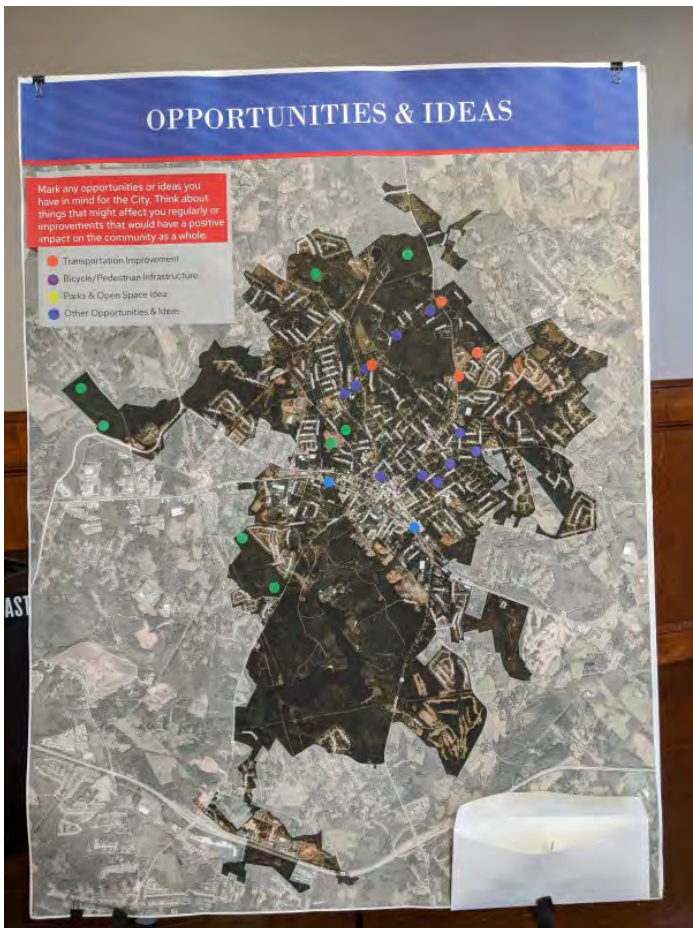 OPPORTUNITIES & IDEAS
Mark any opportunities or ideas you
have in mind for the City. Think about
things that might affect you regularly or
improvements that would have a positive
impact on the community as a whole.
Transportation Improvement
Bicycle/Pedestrian Infrastructure
Parks & Open Space Idea
Other Opportunities & Ideas
AST